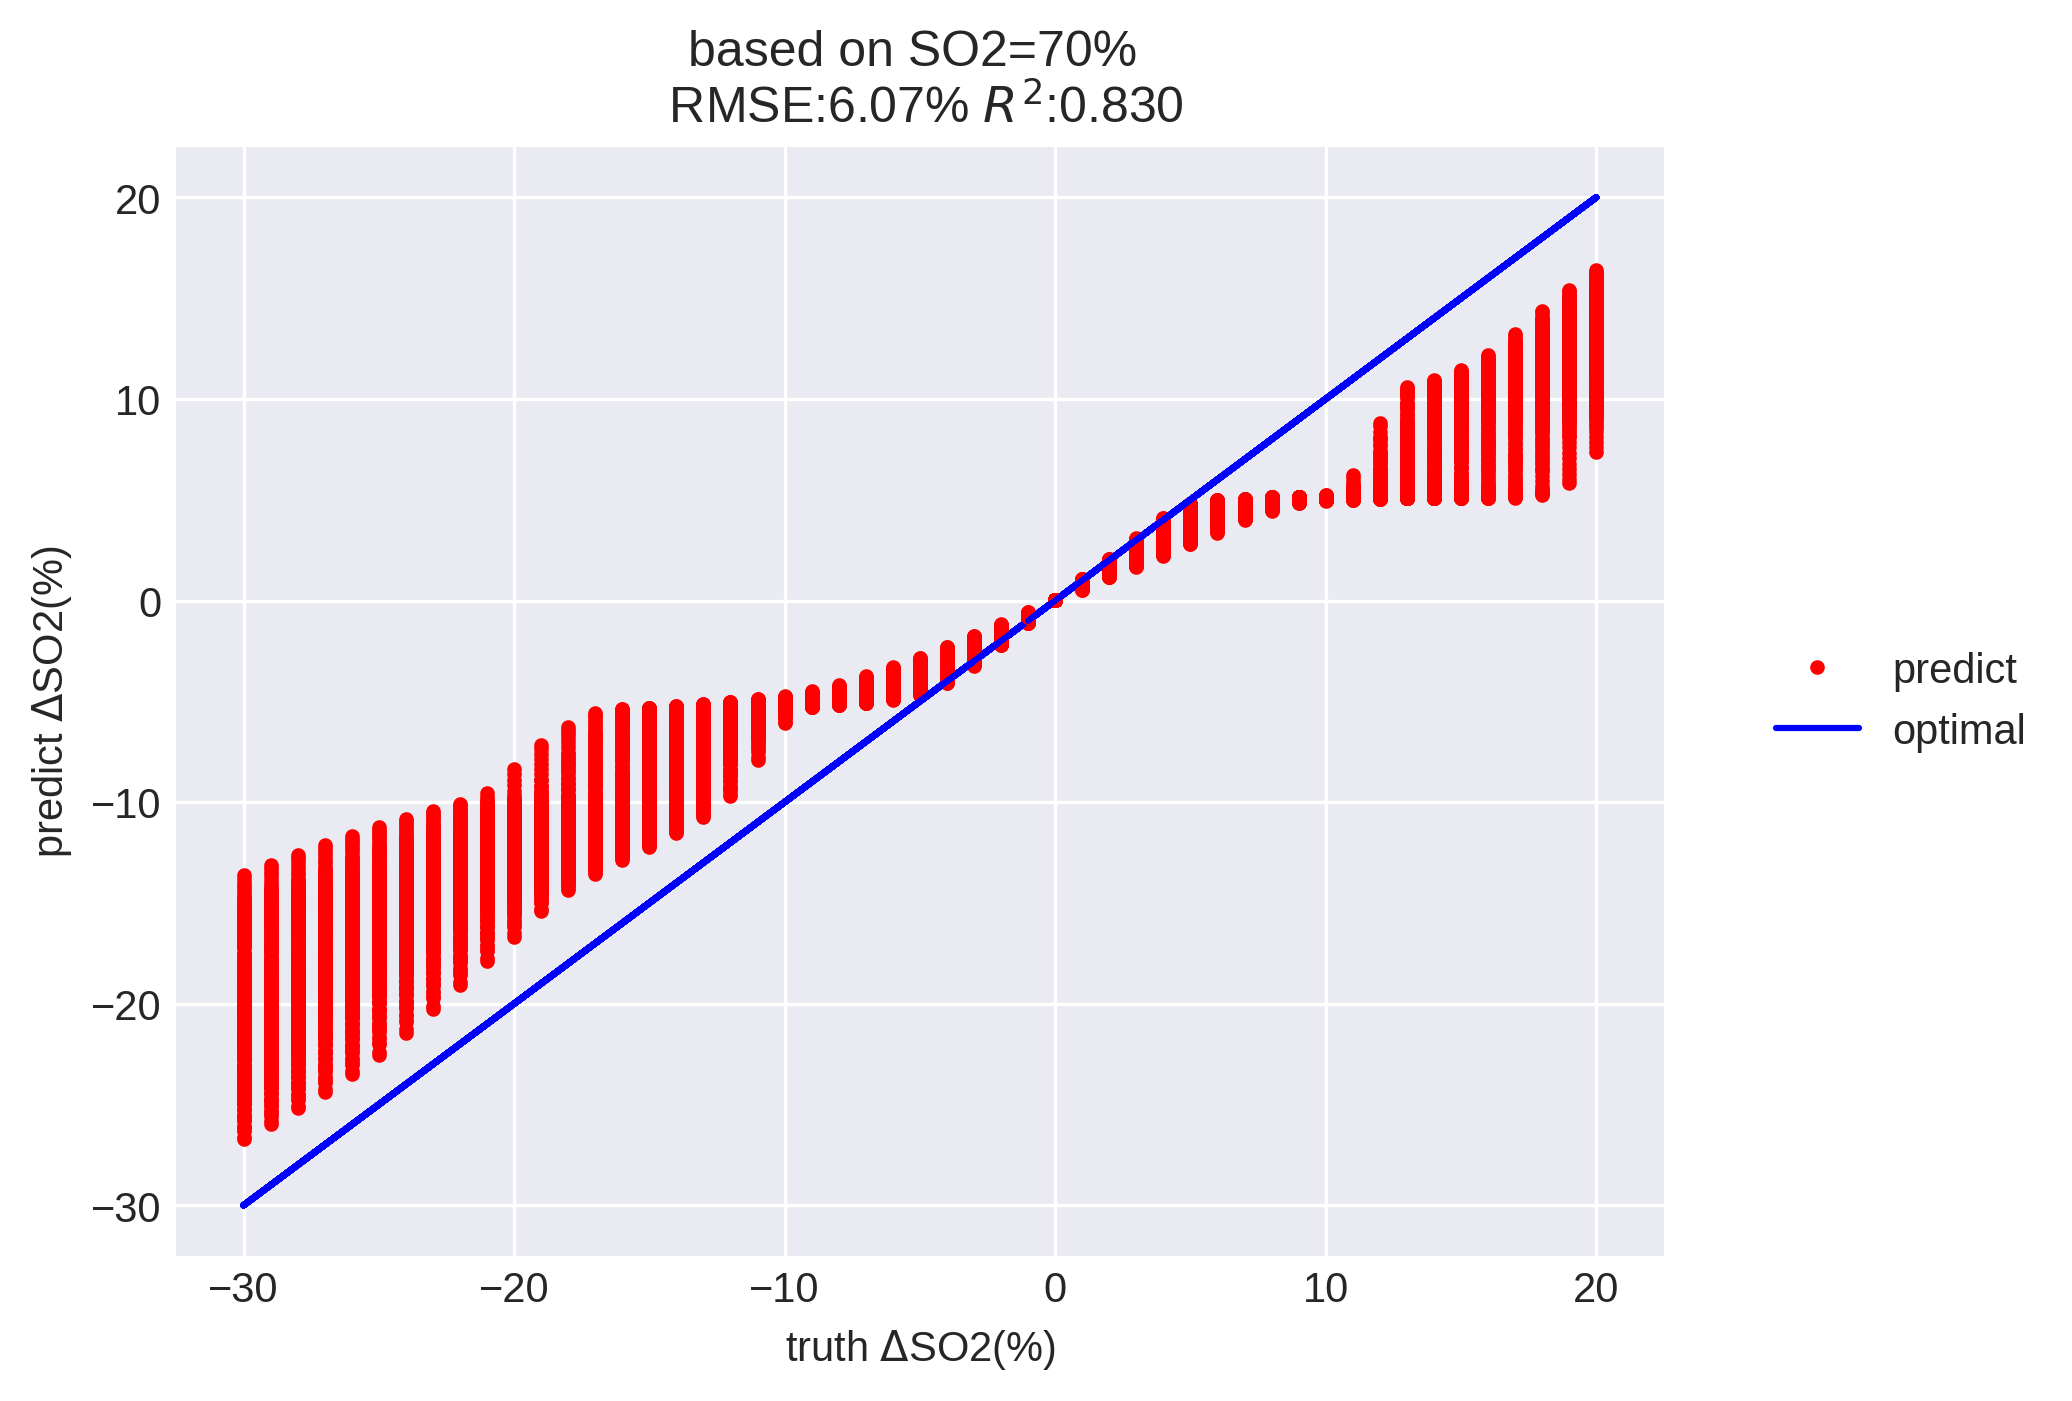 based on SO2=70%
RMSE:6.07% R²:0.830
20
10
0
−10
−20
−30
predict ΔSO2(%)
−30 −20 −10 0 10 20
truth ΔSO2(%)
predict
optimal